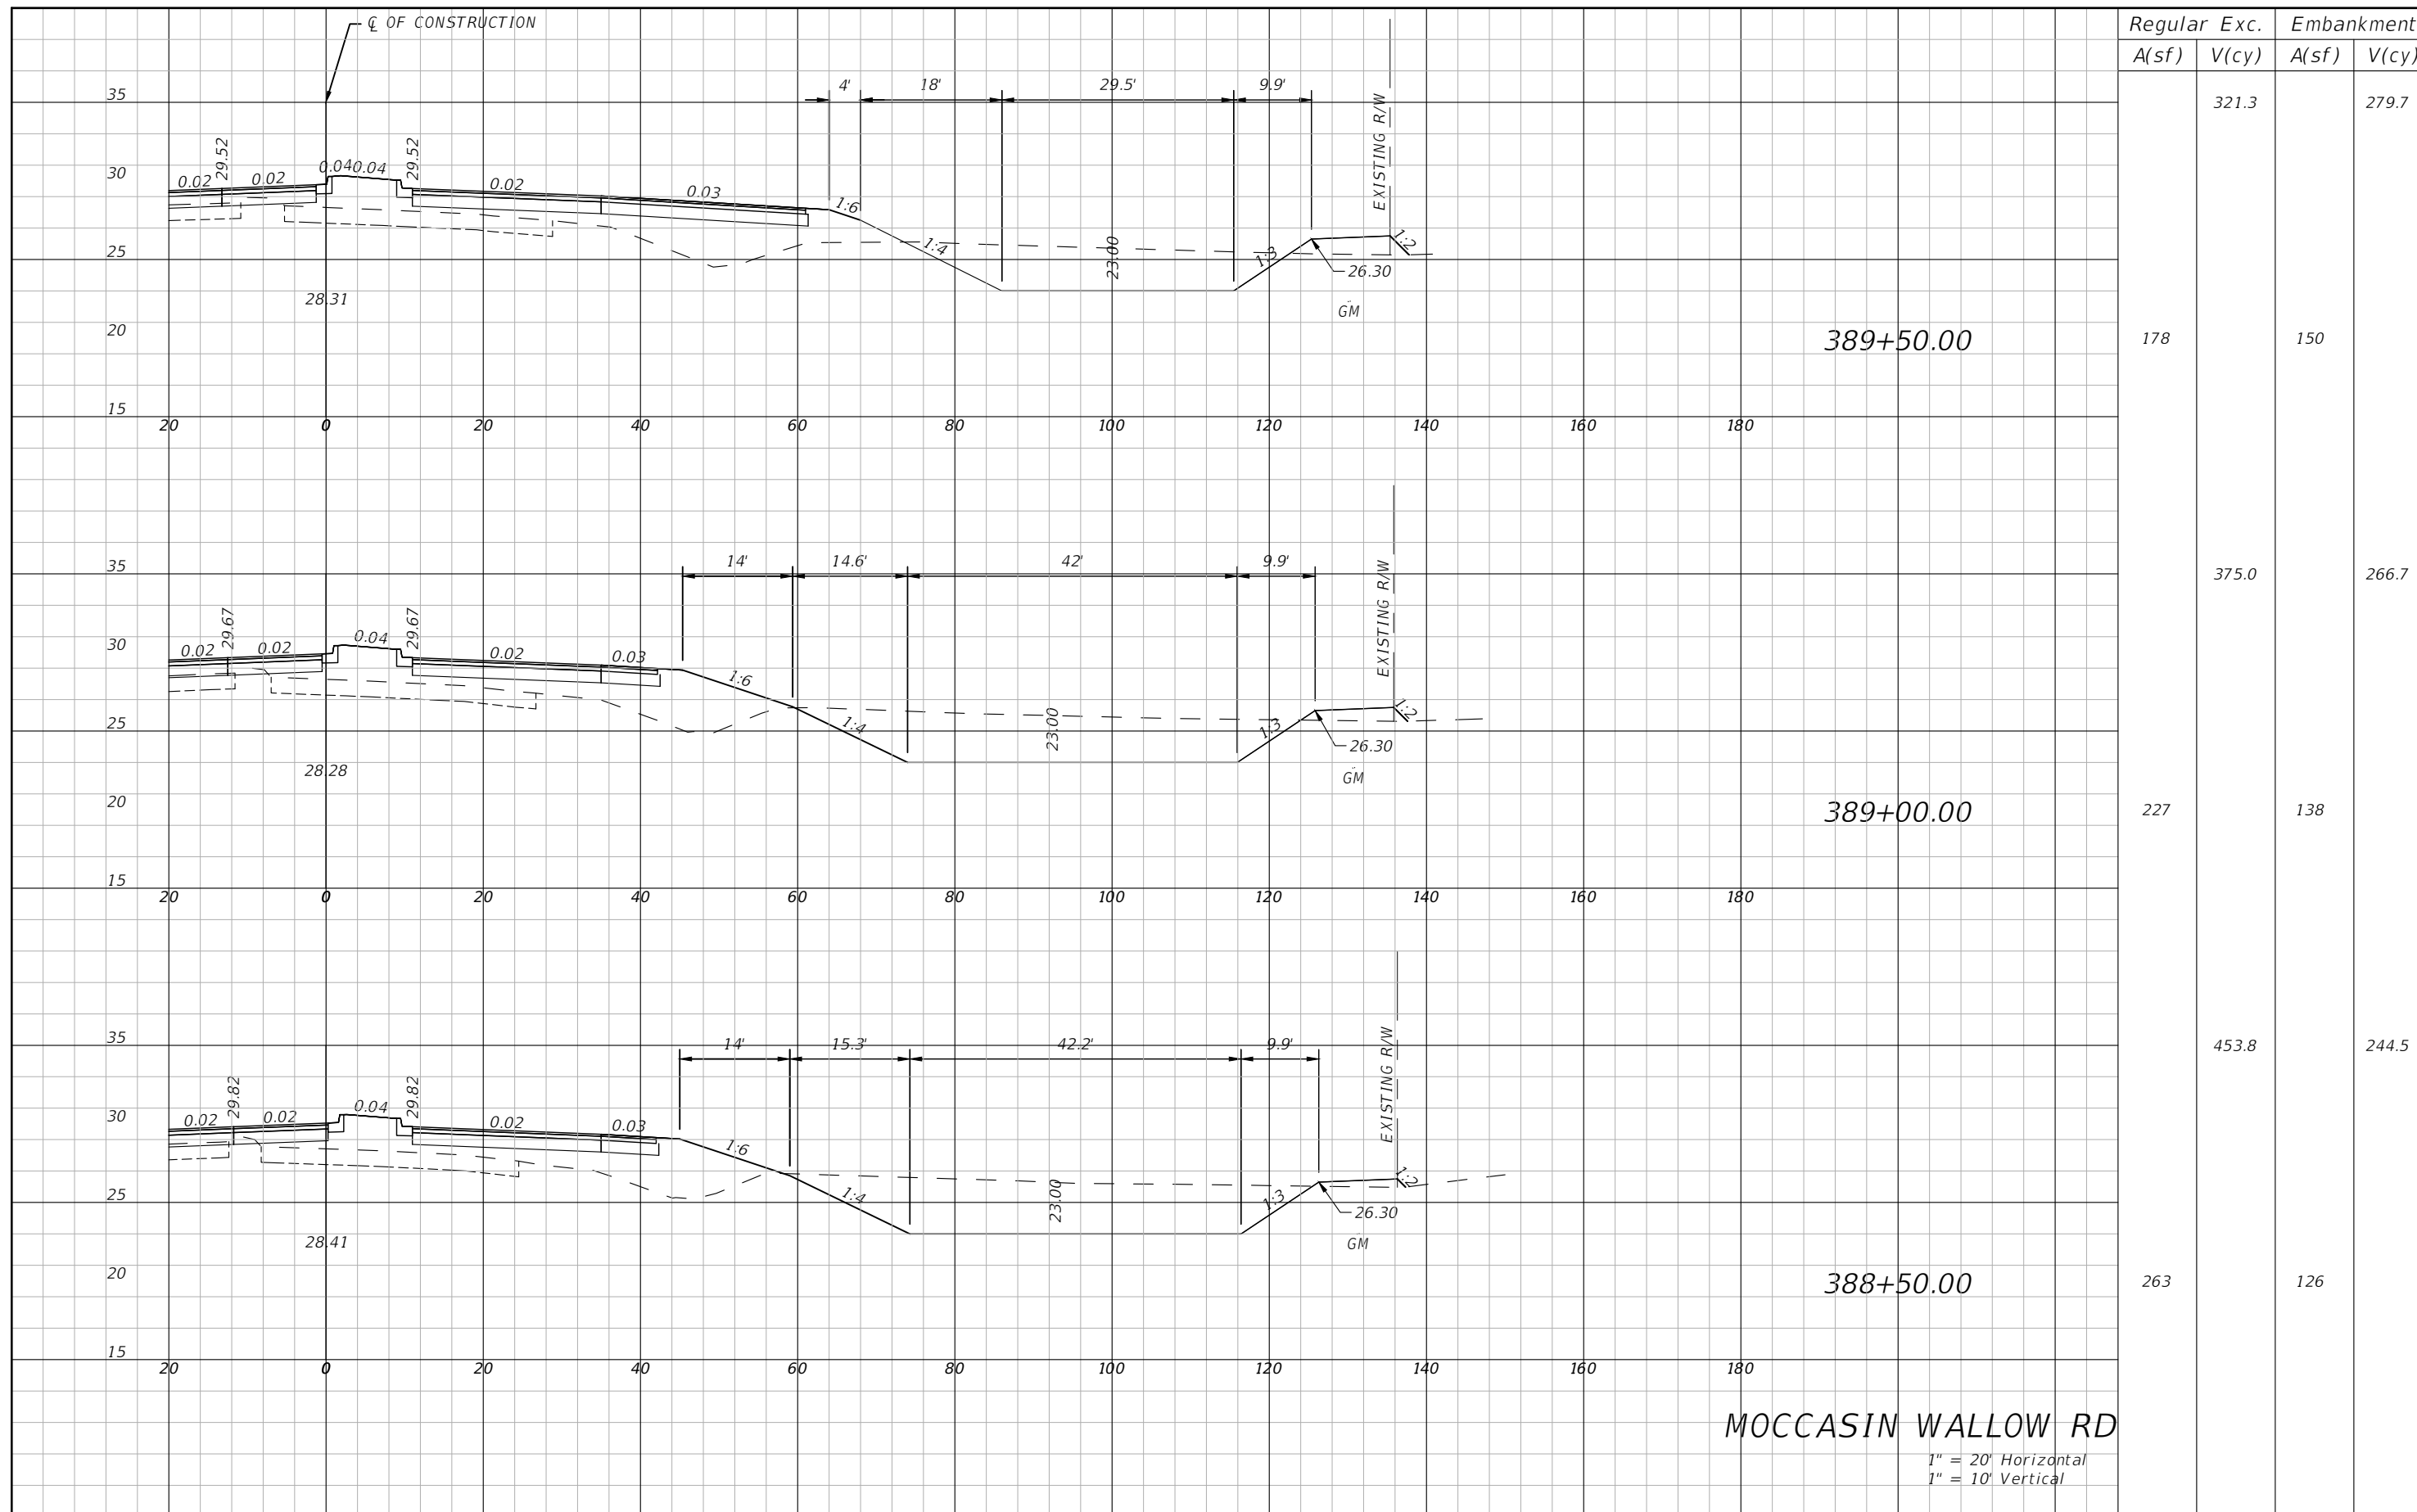 ℄ OF CONSTRUCTION
Regular Exc. Embankment
A(sf) V(cy) A(sf) V(cy)
4' 18' 29.5' 9.9'
35
321.3 279.7
EXISTING R/W
29.52 29.52
30
0.02 0.02 0.04 0.04 0.02 0.03
1:6 1:4 23.00 1:3 1:2
25
26.30
28.31
GM
20
389+50.00 178 150
15
20 0 20 40 60 80 100 120 140 160 180
14' 14.6' 42' 9.9'
35
375.0 266.7
EXISTING R/W
29.67 29.67
30
0.02 0.02 0.04 0.02 0.03
1:6 1:4 23.00 1:3 1:2
25
26.30
28.28
GM
20
389+00.00 227 138
15
20 0 20 40 60 80 100 120 140 160 180
35
14' 15.3' 42.2' 9.9'
453.8 244.5
EXISTING R/W
29.82 29.82
30
0.02 0.02 0.04 0.02 0.03
1:6 1:4 23.00 1:3 1:2
25
26.30
28.41
GM
20
388+50.00 263 126
15
20 0 20 40 60 80 100 120 140 160 180
MOCCASIN WALLOW RD
1" = 20' Horizontal
1" = 10' Vertical